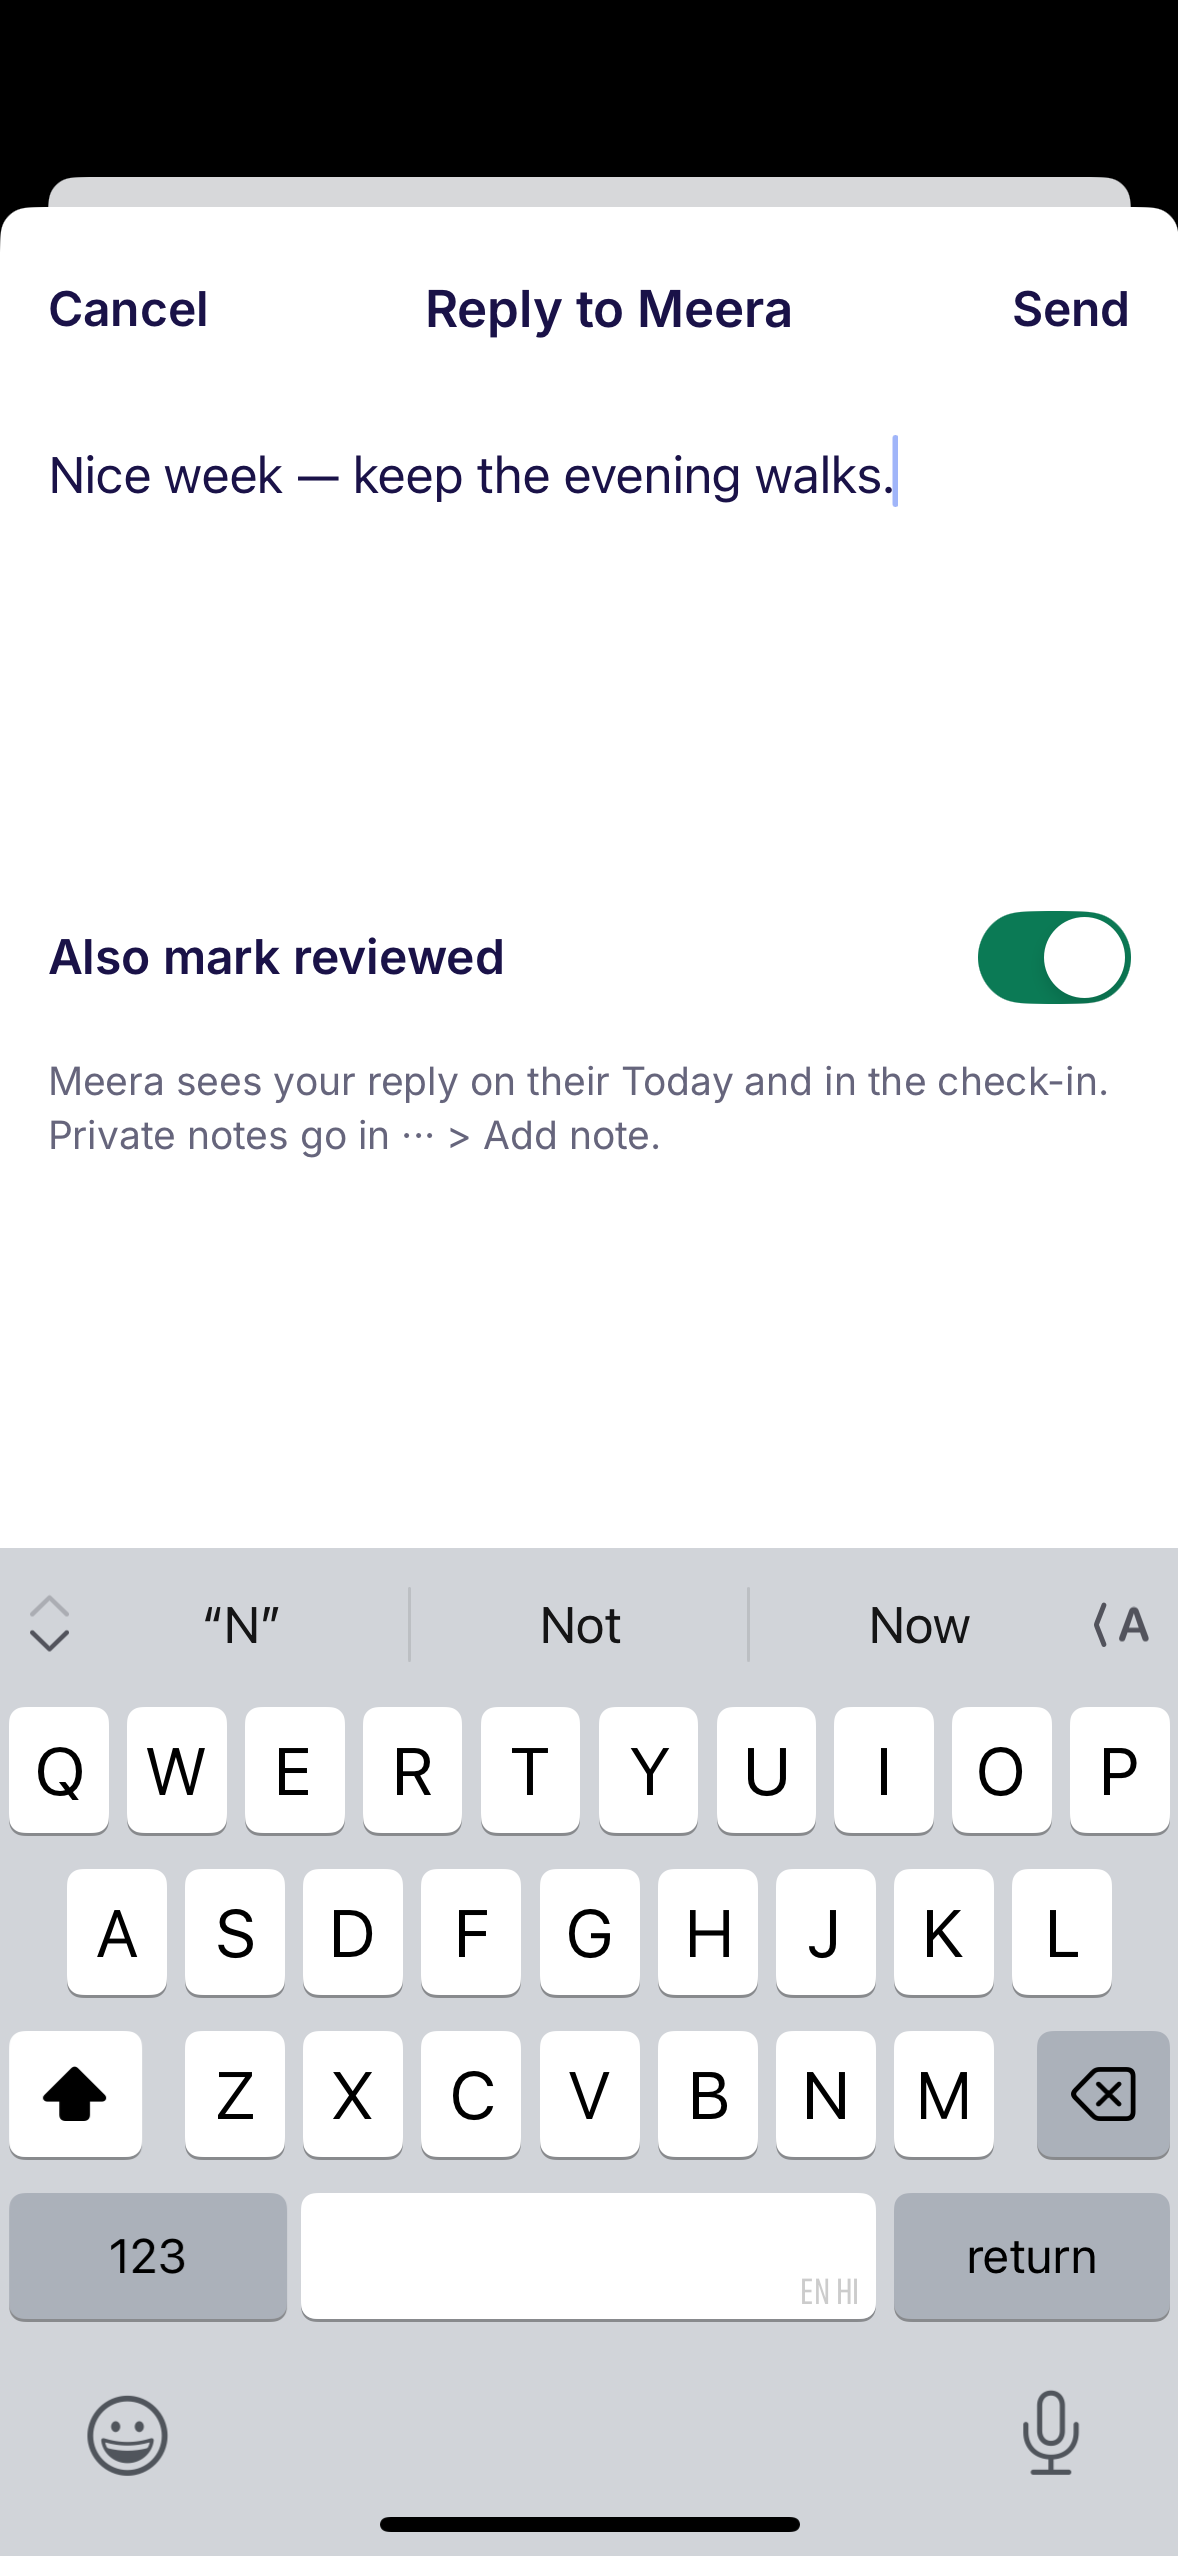 Cancel Reply to Meera Send
Nice week — keep the evening walks.
Also mark reviewed
Meera sees your reply on their Today and in the check-in.
Private notes go in ··· > Add note.
“N” Not Now A
Q W E R T Y U I O P
A S D F G H J K L
Z X C V B N M
123 EN HI return